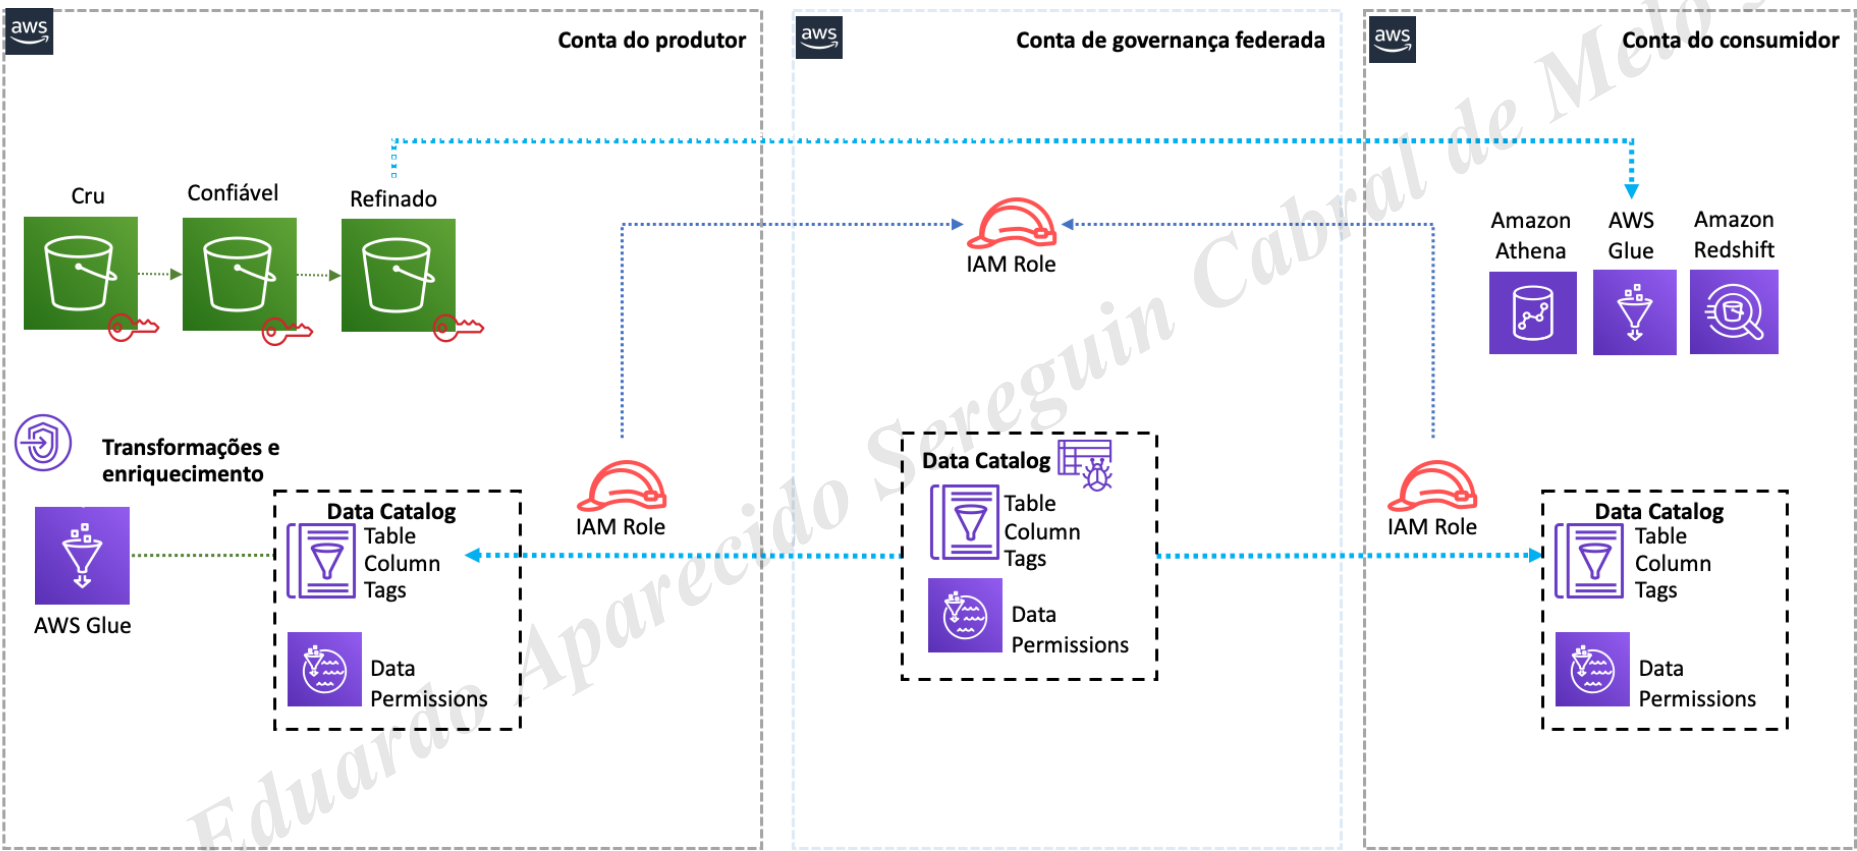 aws
Conta do produtor
aws
Conta de governança federada
aws
Conta do consumidor
Cru
Confiável
Refinado
IAM Role
Amazon
Athena
AWS
Glue
Amazon
Redshift
Transformações e
enriquecimento
AWS Glue
Data Catalog
Table
Column
Tags
Data
Permissions
IAM Role
Data Catalog
Table
Column
Tags
Data
Permissions
IAM Role
Data Catalog
Table
Column
Tags
Data
Permissions
Eduardo Aparecido Sereguin Cabral de Melo